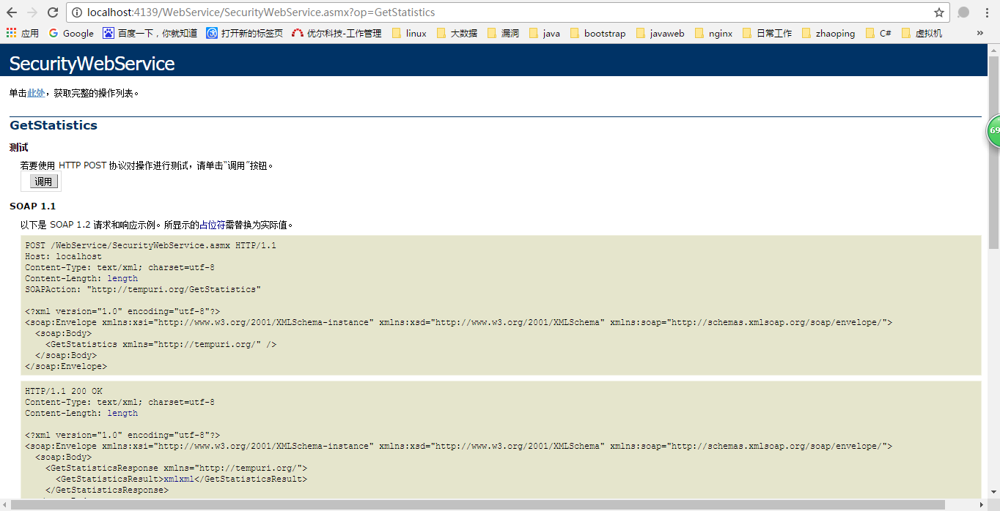 localhost:4139/WebService/SecurityWebService.asmx?op=GetStatistics
应用 Google 百度一下，你就知道 打开新的标签页 优尔科技-工作管理 linux 大数据 漏洞 java bootstrap javaweb nginx 日常工作 zhaoping C# 虚拟机 »
SecurityWebService
单击此处，获取完整的操作列表。
GetStatistics
测试
若要使用 HTTP POST 协议对操作进行测试，请单击“调用”按钮。
调用
69
SOAP 1.1
以下是 SOAP 1.2 请求和响应示例。所显示的占位符需替换为实际值。
POST /WebService/SecurityWebService.asmx HTTP/1.1
Host: localhost
Content-Type: text/xml; charset=utf-8
Content-Length: length
SOAPAction: "http://tempuri.org/GetStatistics"
<?xml version="1.0" encoding="utf-8"?>
<soap:Envelope xmlns:xsi="http://www.w3.org/2001/XMLSchema-instance" xmlns:xsd="http://www.w3.org/2001/XMLSchema" xmlns:soap="http://schemas.xmlsoap.org/soap/envelope/">
<soap:Body>
<GetStatistics xmlns="http://tempuri.org/" />
</soap:Body>
</soap:Envelope>
HTTP/1.1 200 OK
Content-Type: text/xml; charset=utf-8
Content-Length: length
<?xml version="1.0" encoding="utf-8"?>
<soap:Envelope xmlns:xsi="http://www.w3.org/2001/XMLSchema-instance" xmlns:xsd="http://www.w3.org/2001/XMLSchema" xmlns:soap="http://schemas.xmlsoap.org/soap/envelope/">
<soap:Body>
<GetStatisticsResponse xmlns="http://tempuri.org/">
<GetStatisticsResult>xmlxml</GetStatisticsResult>
</GetStatisticsResponse>